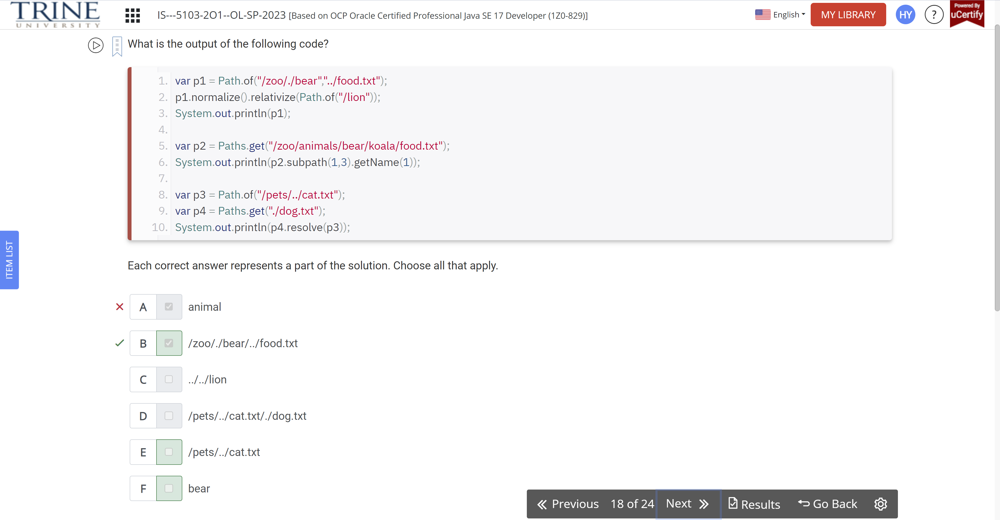 TRINE
UNIVERSITY
IS---5103-2O1--OL-SP-2023 [Based on OCP Oracle Certified Professional Java SE 17 Developer (1Z0-829)]
English
MY LIBRARY
HY
?
Powered By
uCertify
What is the output of the following code?
1. var p1 = Path.of("/zoo/./bear","../food.txt");
2. p1.normalize().relativize(Path.of("/lion"));
3. System.out.println(p1);
4.
5. var p2 = Paths.get("/zoo/animals/bear/koala/food.txt");
6. System.out.println(p2.subpath(1,3).getName(1));
7.
8. var p3 = Path.of("/pets/../cat.txt");
9. var p4 = Paths.get("./dog.txt");
10. System.out.println(p4.resolve(p3));
ITEM LIST
Each correct answer represents a part of the solution. Choose all that apply.
A animal
B /zoo/./bear/../food.txt
C ../../lion
D /pets/../cat.txt/./dog.txt
E /pets/../cat.txt
F bear
Previous 18 of 24 Next Results Go Back